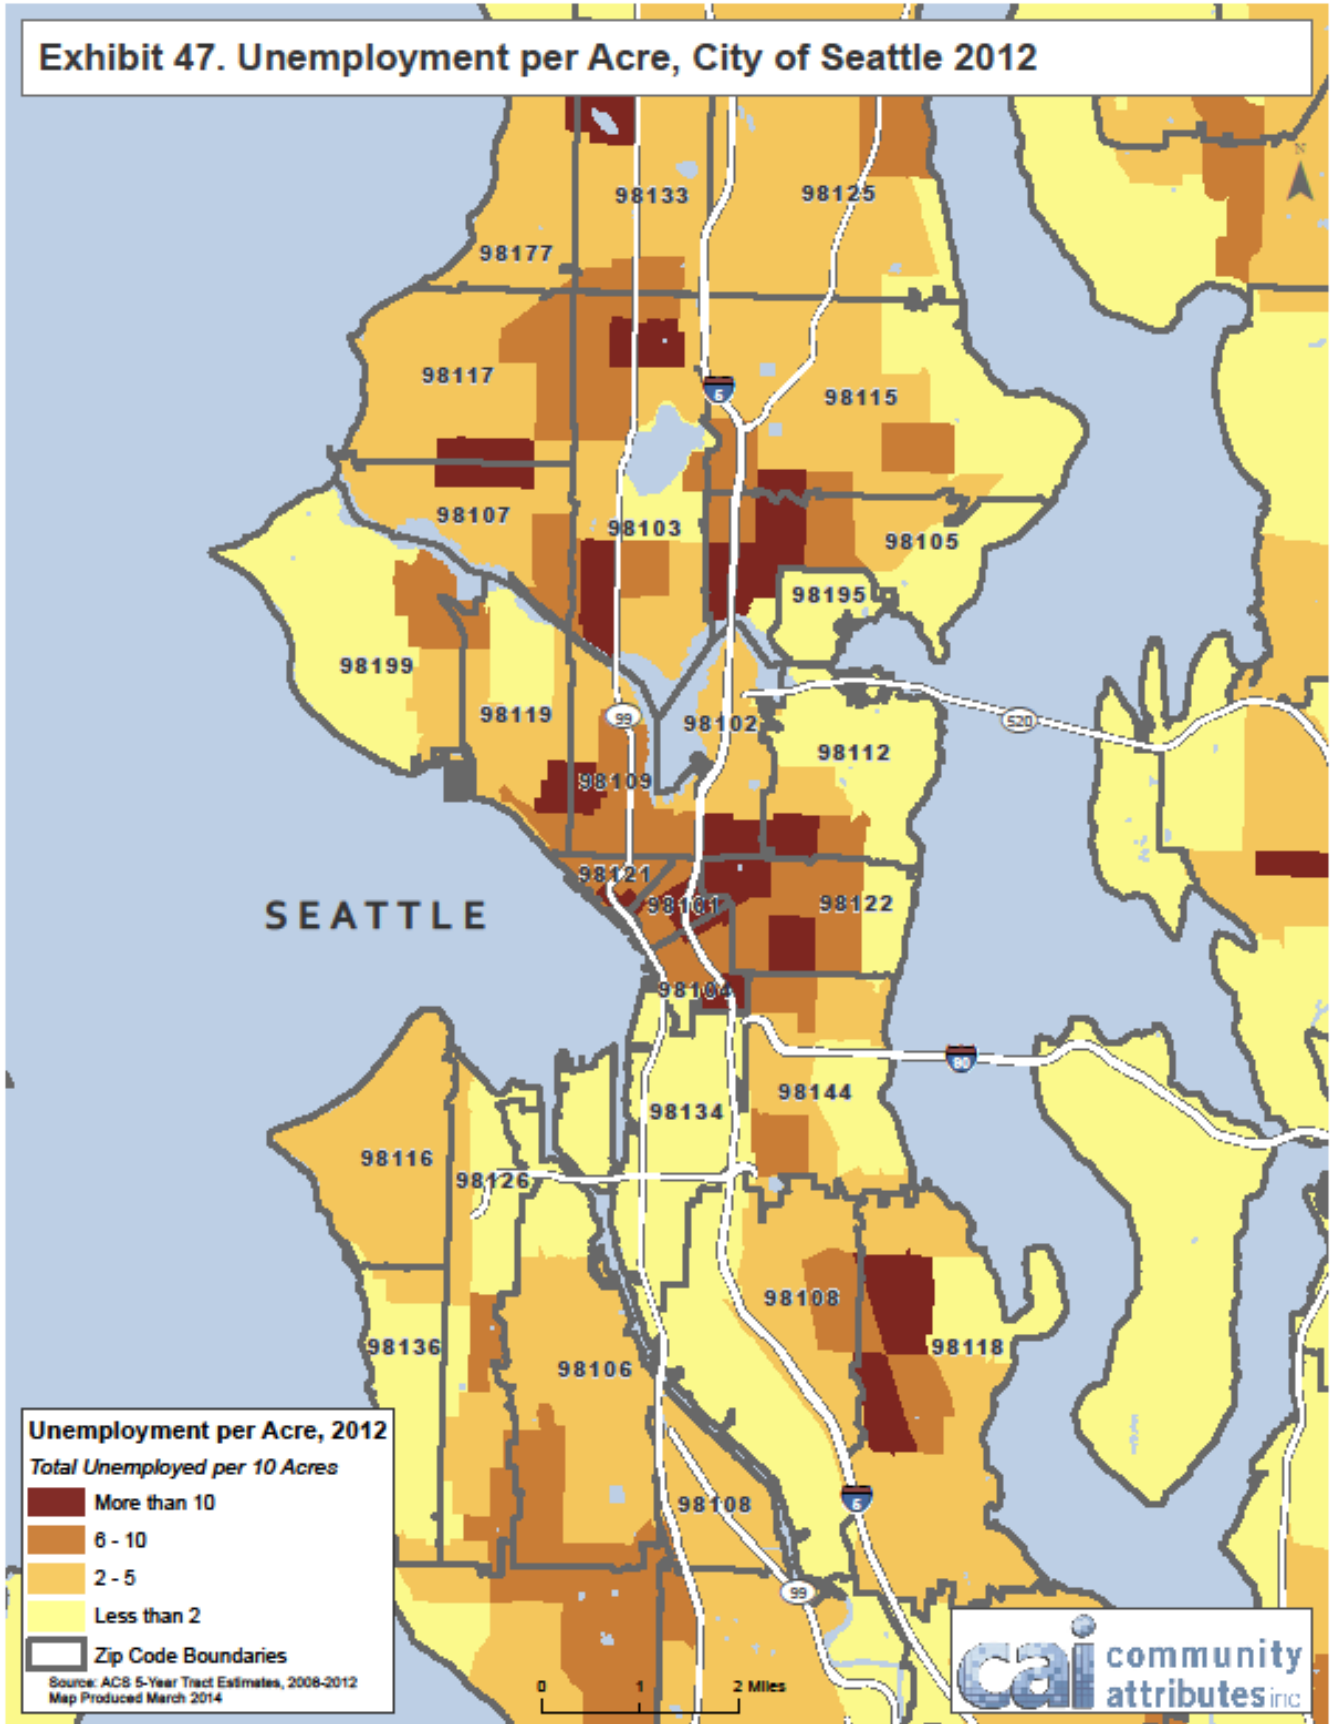 Exhibit 47. Unemployment per Acre, City of Seattle 2012
N
98133
98125
98177
98117
6
98115
98107
98103
98105
98195
98199
98119
99
98102
520
98112
98109
98121
98101
98122
SEATTLE
98104
90
98144
98134
98116
98126
98108
98118
98136
98106
98108
6
99
Unemployment per Acre, 2012
Total Unemployed per 10 Acres
More than 10
6 - 10
2 - 5
Less than 2
Zip Code Boundaries
Source: ACS 5-Year Tract Estimates, 2008-2012
Map Produced March 2014
0 1 2 Miles
cai community
attributes inc